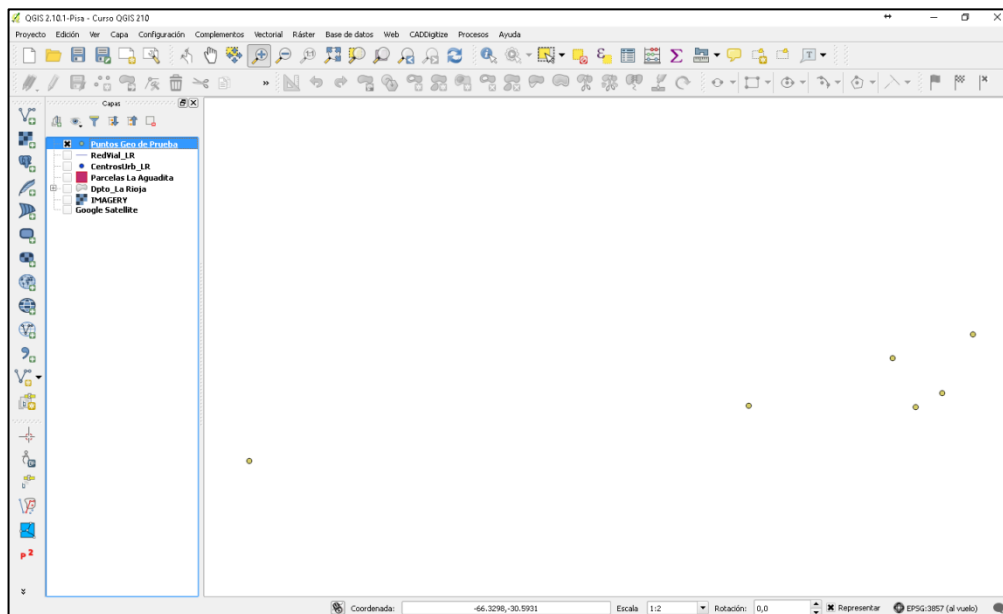 QGIS 2.10.1-Pisa - Curso QGIS 210
Proyecto Edición Ver Capa Configuración Complementos Vectorial Ráster Base de datos Web CADDigitize Procesos Ayuda
Capas
Puntos Geo de Prueba
RedVial_LR
CentrosUrb_LR
Parcelas La Aguadita
Dpto_La Rioja
IMAGERY
Google Satellite
Coordenada: -66.3298,-30.5931 Escala 1:2 Rotación: 0,0 Representar EPSG:3857 (al vuelo)